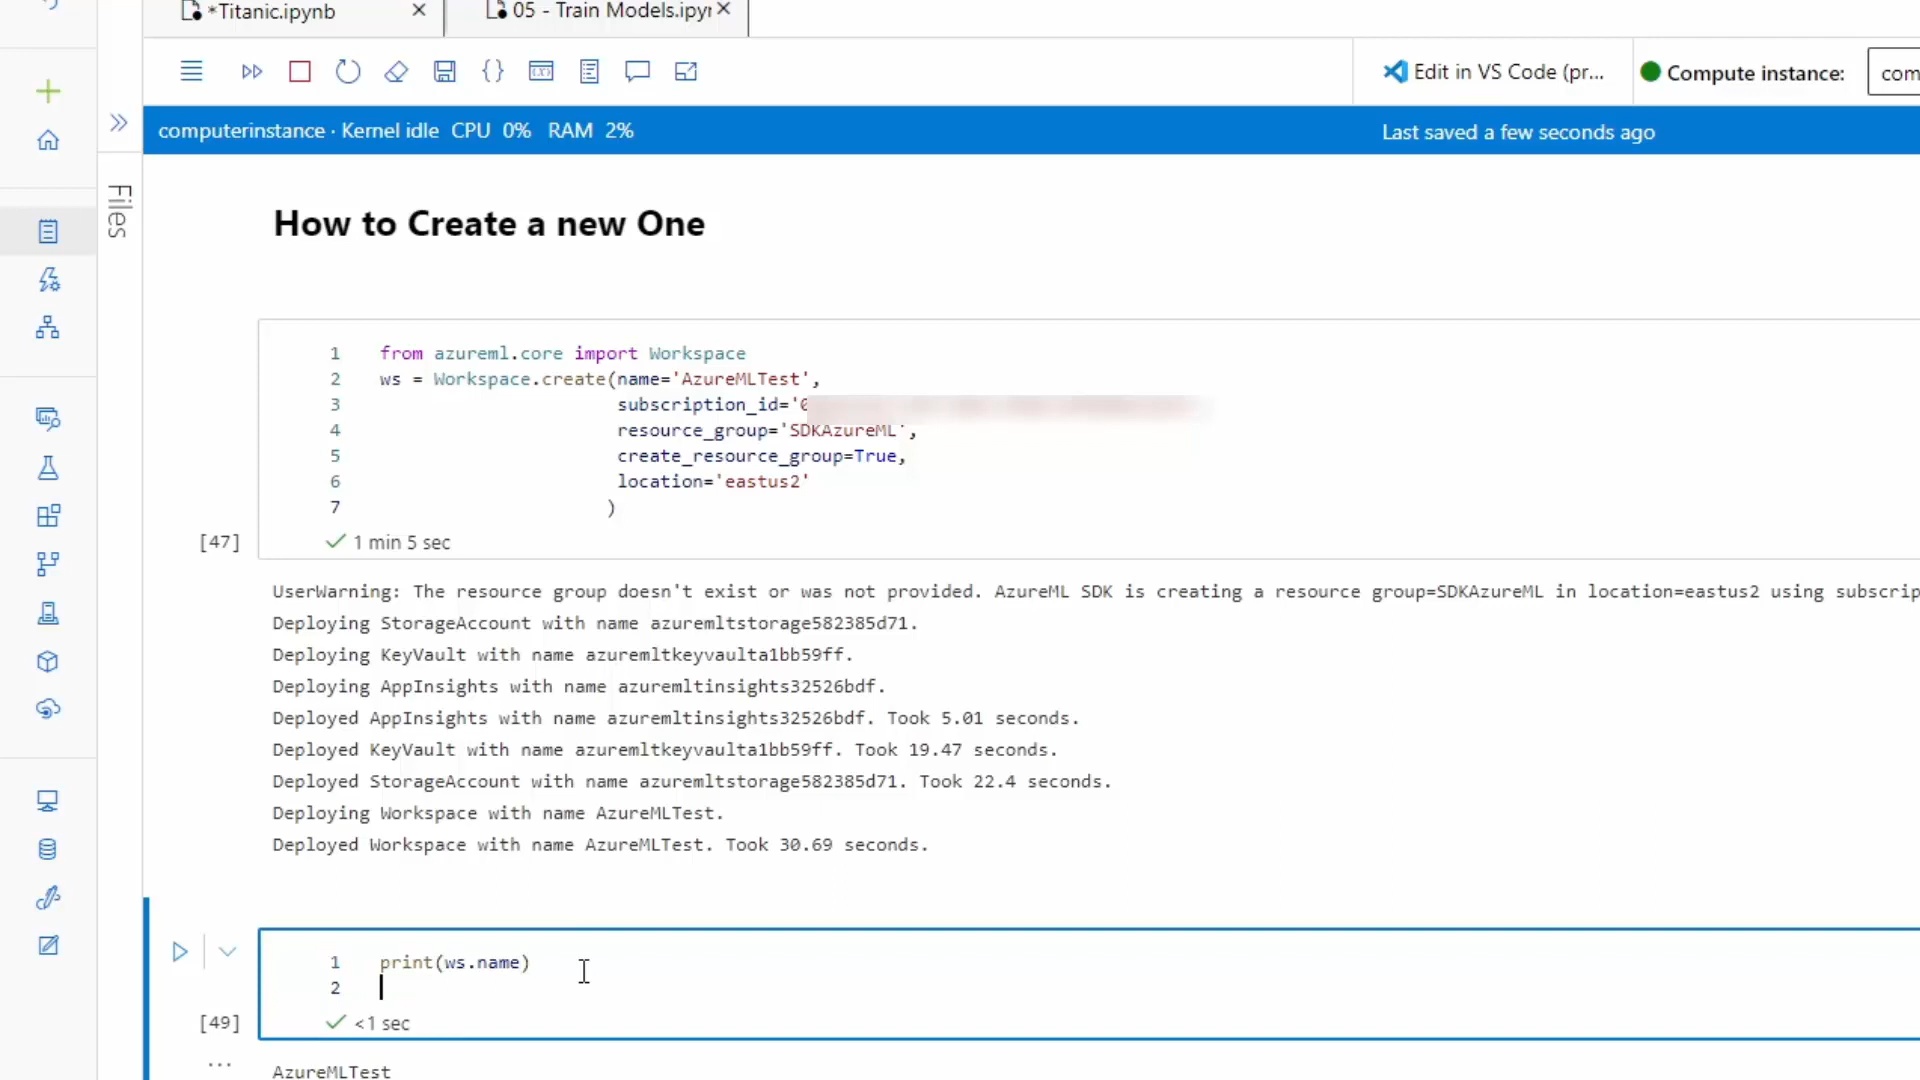 *Titanic.ipynb
05 - Train Models.ipyn
Edit in VS Code (pr...
Compute instance:
com
computerinstance · Kernel idle CPU 0% RAM 2%
Last saved a few seconds ago
Files
How to Create a new One
1 from azureml.core import Workspace
2 ws = Workspace.create(name='AzureMLTest',
3 subscription_id='0
4 resource_group='SDKAzureML',
5 create_resource_group=True,
6 location='eastus2'
7 )
[47]
1 min 5 sec
UserWarning: The resource group doesn't exist or was not provided. AzureML SDK is creating a resource group=SDKAzureML in location=eastus2 using subscrip
Deploying StorageAccount with name azuremltstorage582385d71.
Deploying KeyVault with name azuremltkeyvaulta1bb59ff.
Deploying AppInsights with name azuremltinsights32526bdf.
Deployed AppInsights with name azuremltinsights32526bdf. Took 5.01 seconds.
Deployed KeyVault with name azuremltkeyvaulta1bb59ff. Took 19.47 seconds.
Deployed StorageAccount with name azuremltstorage582385d71. Took 22.4 seconds.
Deploying Workspace with name AzureMLTest.
Deployed Workspace with name AzureMLTest. Took 30.69 seconds.
1 print(ws.name)
2
[49]
<1 sec
AzureMLTest